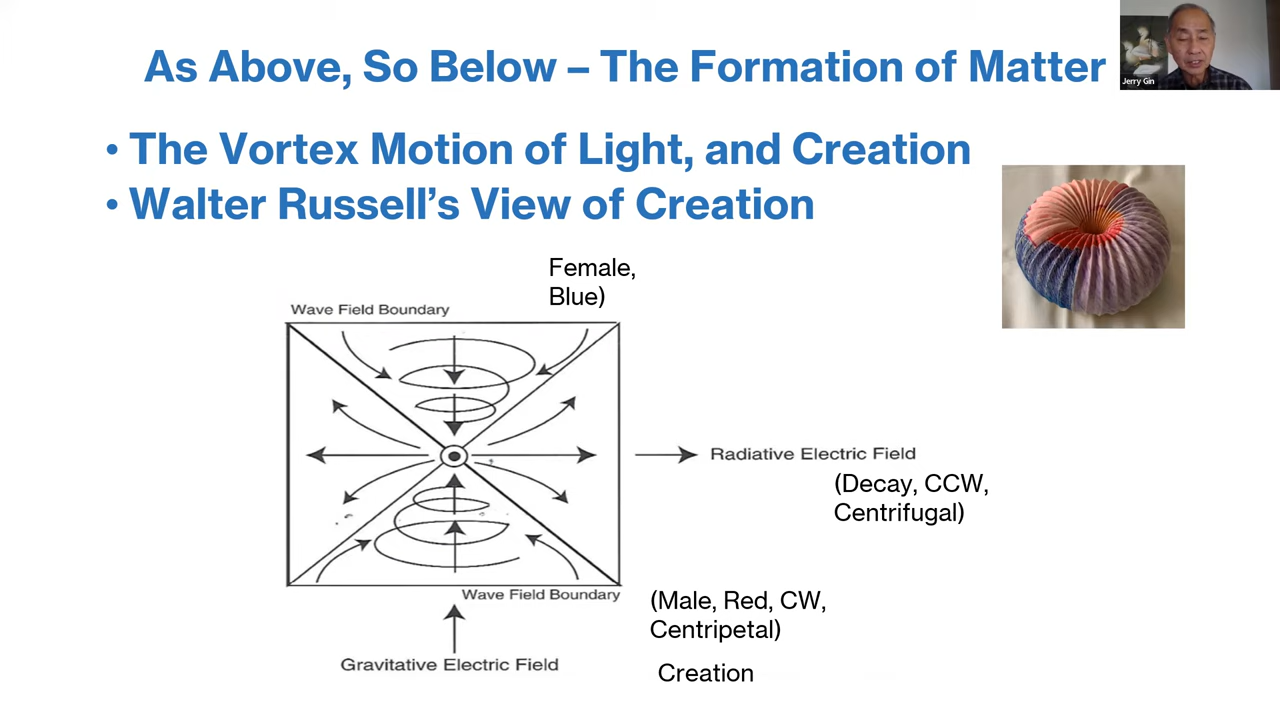 As Above, So Below – The Formation of Matter
Jerry Gin
• The Vortex Motion of Light, and Creation
• Walter Russell’s View of Creation
Female,
Blue)
Wave Field Boundary
Radiative Electric Field
(Decay, CCW,
Centrifugal)
Wave Field Boundary
(Male, Red, CW,
Centripetal)
Gravitative Electric Field
Creation